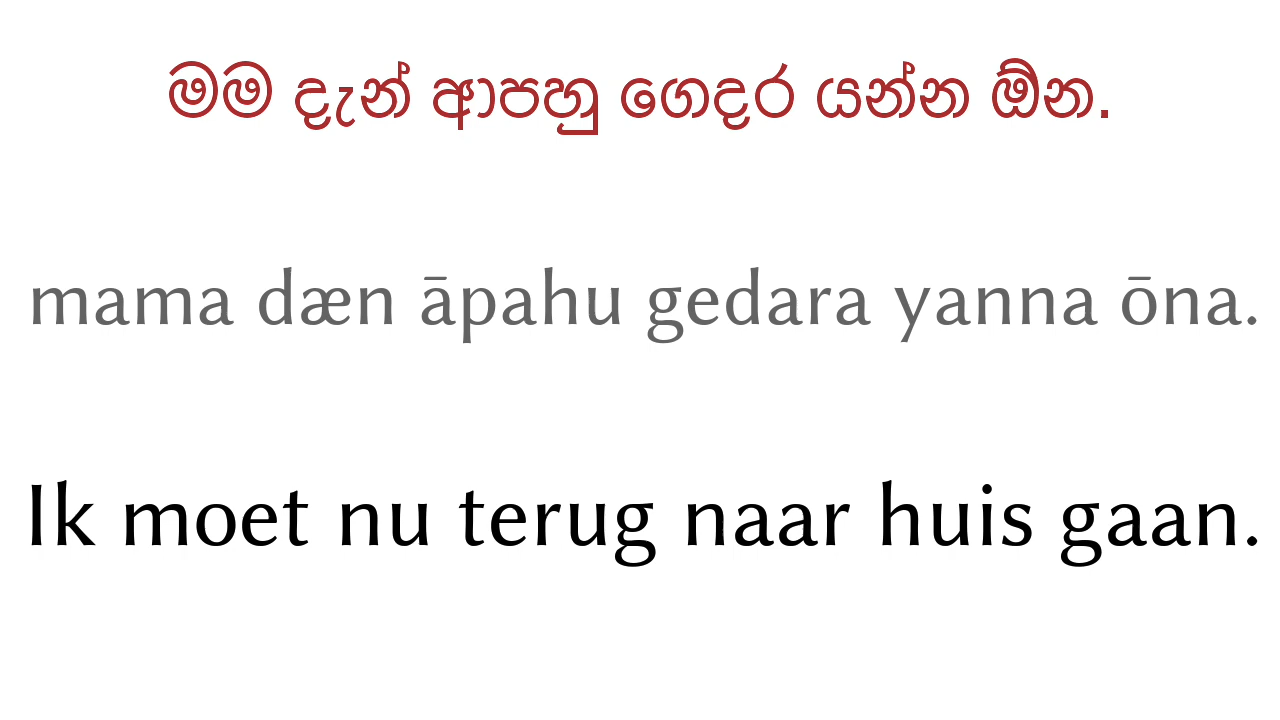 මම දැන් ආපහු ගෙදර යන්න ඕන.
mama dæn āpahu gedara yanna ōna.
Ik moet nu terug naar huis gaan.